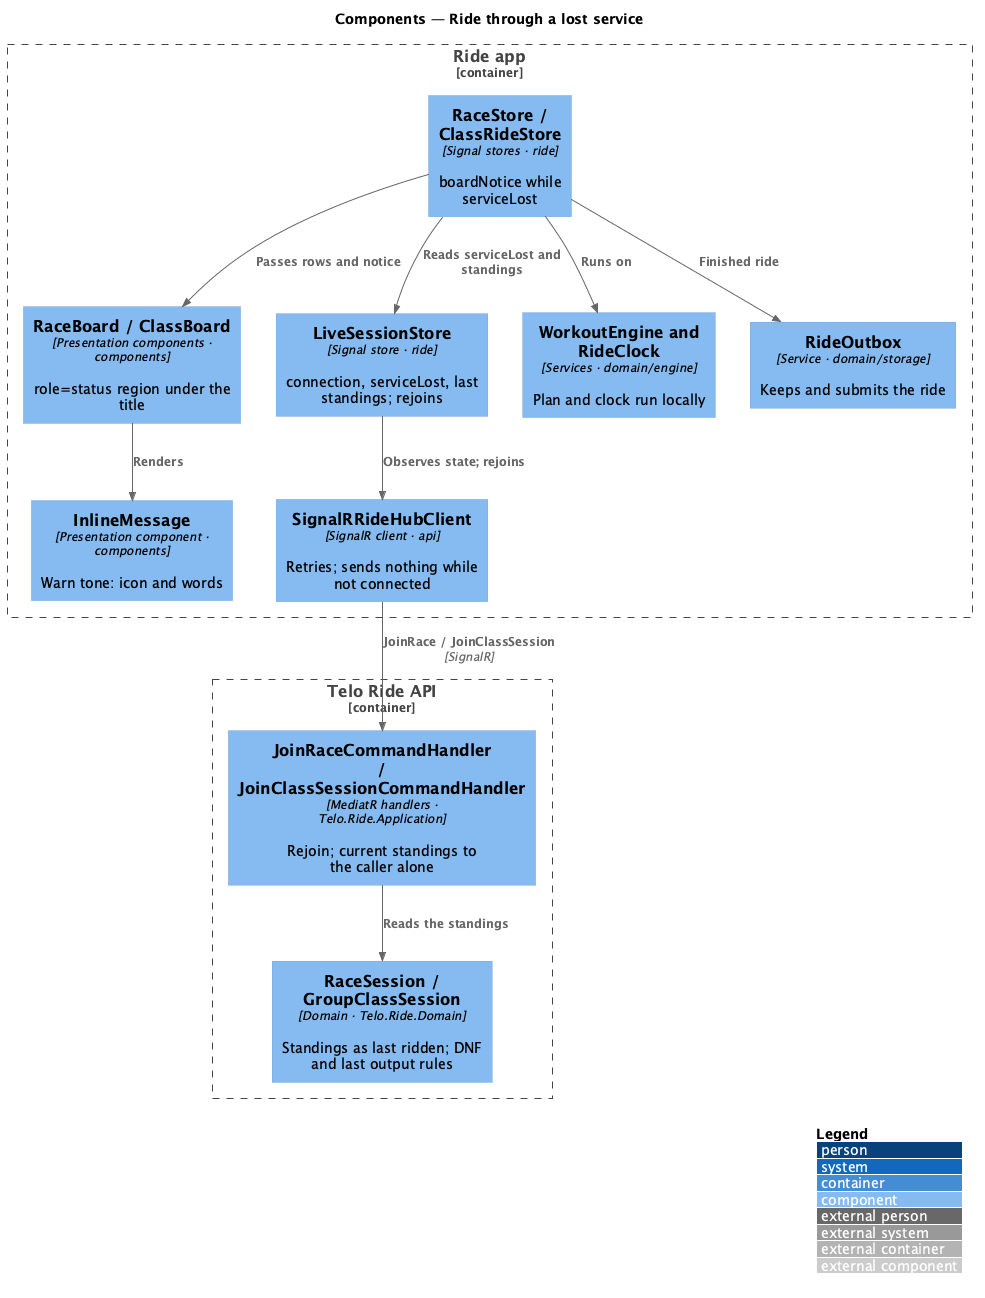 Components — Ride through a lost service
Ride app
[container]
RaceStore /
ClassRideStore
[Signal stores · ride]
boardNotice while
serviceLost
Passes rows and notice
Reads serviceLost and
standings
Runs on
Finished ride
RaceBoard / ClassBoard
[Presentation components ·
components]
role=status region under the
title
LiveSessionStore
[Signal store · ride]
connection, serviceLost, last
standings; rejoins
WorkoutEngine and
RideClock
[Services · domain/engine]
Plan and clock run locally
RideOutbox
[Service · domain/storage]
Keeps and submits the ride
Renders
Observes state; rejoins
InlineMessage
[Presentation component ·
components]
Warn tone: icon and words
SignalRRideHubClient
[SignalR client · api]
Retries; sends nothing while
not connected
JoinRace / JoinClassSession
[SignalR]
Telo Ride API
[container]
JoinRaceCommandHandler
/
JoinClassSessionCommandHandler
[MediatR handlers ·
Telo.Ride.Application]
Rejoin; current standings to
the caller alone
Reads the standings
RaceSession /
GroupClassSession
[Domain · Telo.Ride.Domain]
Standings as last ridden; DNF
and last output rules
Legend
person
system
container
component
external person
external system
external container
external component